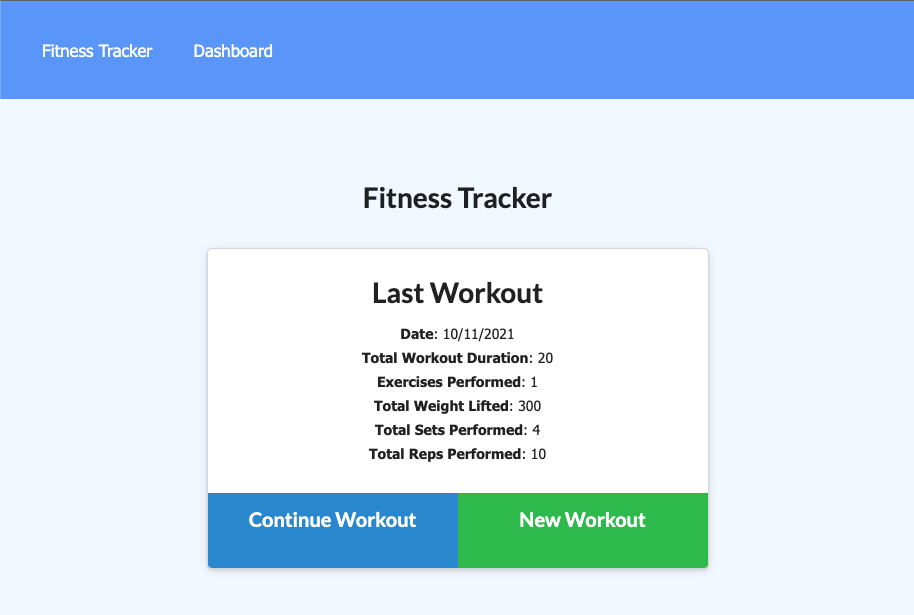 Fitness Tracker Dashboard
Fitness Tracker
Last Workout
Date: 10/11/2021
Total Workout Duration: 20
Exercises Performed: 1
Total Weight Lifted: 300
Total Sets Performed: 4
Total Reps Performed: 10
Continue Workout New Workout